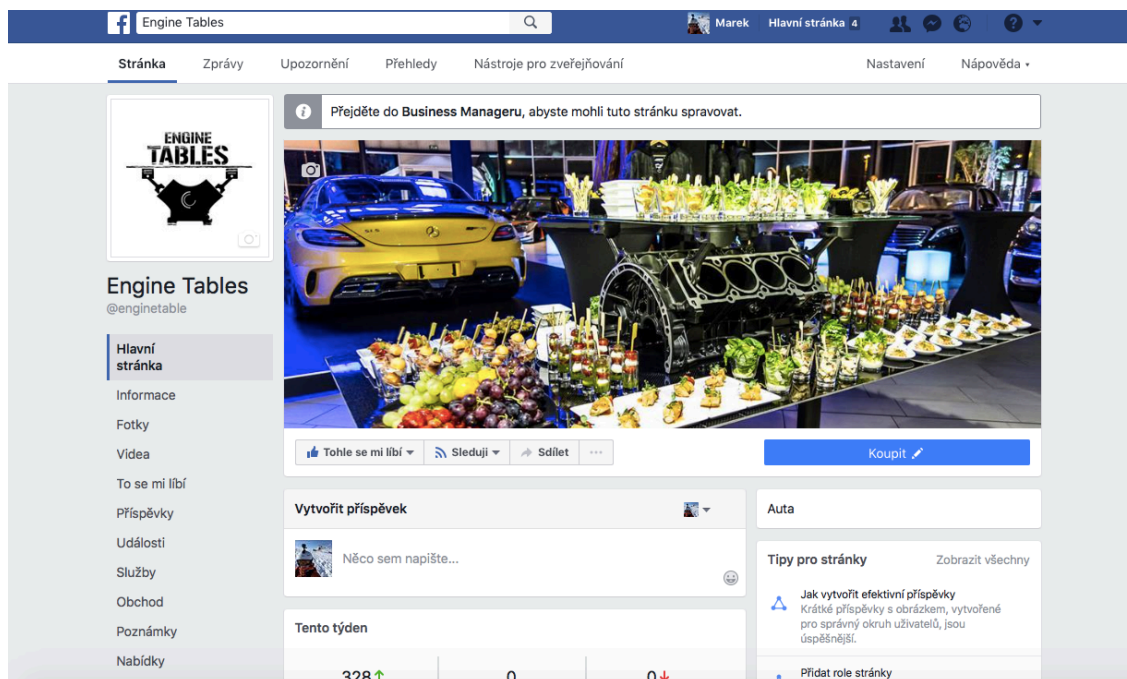 Engine Tables
Marek
Hlavní stránka 4
Stránka
Zprávy
Upozornění
Přehledy
Nástroje pro zveřejňování
Nastavení
Nápověda
ENGINE
TABLES
Přejděte do Business Manageru, abyste mohli tuto stránku spravovat.
Engine Tables
@enginetable
Hlavní
stránka
Informace
Fotky
Videa
To se mi líbí
Příspěvky
Události
Služby
Obchod
Poznámky
Nabídky
Tohle se mi líbí
Sleduji
Sdílet
Koupit
Vytvořit příspěvek
Něco sem napište...
Tento týden
328
0
0
Auta
Tipy pro stránky
Zobrazit všechny
Jak vytvořit efektivní příspěvky
Krátké příspěvky s obrázkem, vytvořené
pro správný okruh uživatelů, jsou
úspěšnější.
Přidat role stránky